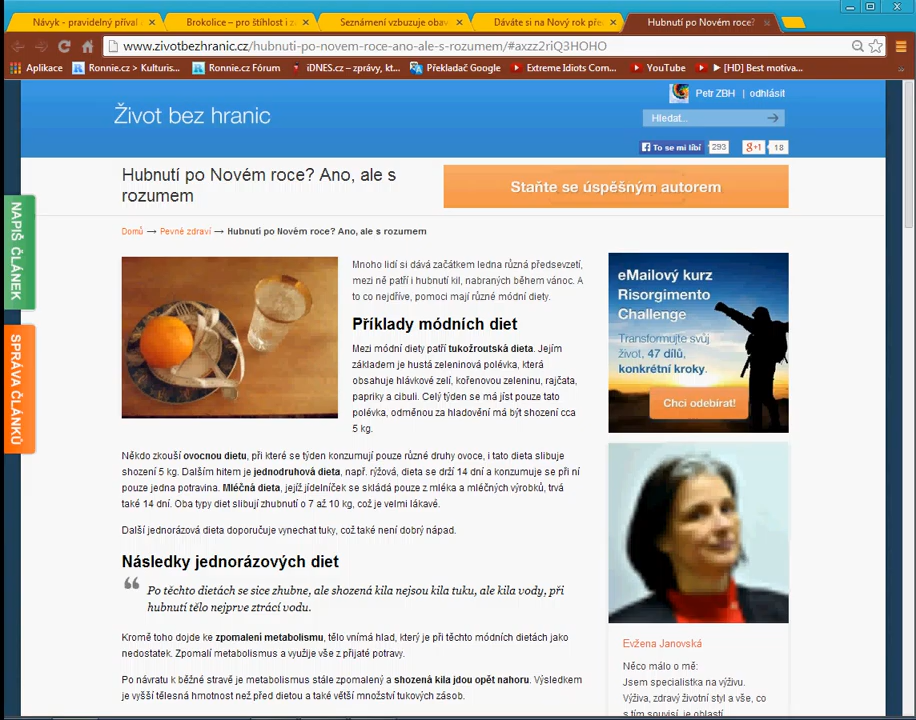 Návyk - pravidelný příval
Brokolice – pro štíhlost i z
Seznámení vzbuzuje obav
Dáváte si na Nový rok pře
Hubnutí po Novém roce?
www.zivotbezhranic.cz/hubnuti-po-novem-roce-ano-ale-s-rozumem/#axzz2riQ3HOHO
Aplikace
Ronnie.cz > Kulturis...
Ronnie.cz Fórum
iDNES.cz – zprávy, kt...
Překladač Google
Extreme Idiots Com...
YouTube
► [HD] Best motiva...
Petr ZBH | odhlásit
Život bez hranic
Hledat...
To se mi líbí 293
g+1 18
Hubnutí po Novém roce? Ano, ale s
rozumem
Staňte se úspěšným autorem
NAPIŠ ČLÁNEK
SPRÁVA ČLÁNKŮ
Domů → Pevné zdraví → Hubnutí po Novém roce? Ano, ale s rozumem
Mnoho lidí si dává začátkem ledna různá předsevzetí,
mezi ně patří i hubnutí kil, nabraných během vánoc. A
to co nejdříve, pomoci mají různé módní diety.
Příklady módních diet
Mezi módní diety patří tukožroutská dieta. Jejím
základem je hustá zeleninová polévka, která
obsahuje hlávkové zelí, kořenovou zeleninu, rajčata,
papriky a cibuli. Celý týden se má jíst pouze tato
polévka, odměnou za hladovění má být shození cca
5 kg.
Někdo zkouší ovocnou dietu, při které se týden konzumují pouze různé druhy ovoce, i tato dieta slibuje
shození 5 kg. Dalším hitem je jednodruhová dieta, např. rýžová, dieta se drží 14 dní a konzumuje se při ní
pouze jedna potravina. Mléčná dieta, jejíž jídelníček se skládá pouze z mléka a mléčných výrobků, trvá
také 14 dní. Oba typy diet slibují zhubnutí o 7 až 10 kg, což je velmi lákavé.
Další jednorázová dieta doporučuje vynechat tuky, což také není dobrý nápad.
Následky jednorázových diet
“ Po těchto dietách se sice zhubne, ale shozená kila nejsou kila tuku, ale kila vody, při
hubnutí tělo nejprve ztrácí vodu.
Kromě toho dojde ke zpomalení metabolismu, tělo vnímá hlad, který je při těchto módních dietách jako
nedostatek. Zpomalí metabolismus a využije vše z přijaté potravy.
Po návratu k běžné stravě je metabolismus stále zpomalený a shozená kila jdou opět nahoru. Výsledkem
je vyšší tělesná hmotnost než před dietou a také větší množství tukových zásob.
eMailový kurz
Risorgimento
Challenge
Transformujte svůj
život, 47 dílů,
konkrétní kroky.
Chci odebírat!
Evžena Janovská
Něco málo o mě:
Jsem specialistka na výživu.
Výživa, zdravý životní styl a vše, co
s tím souvisí, je oblastí